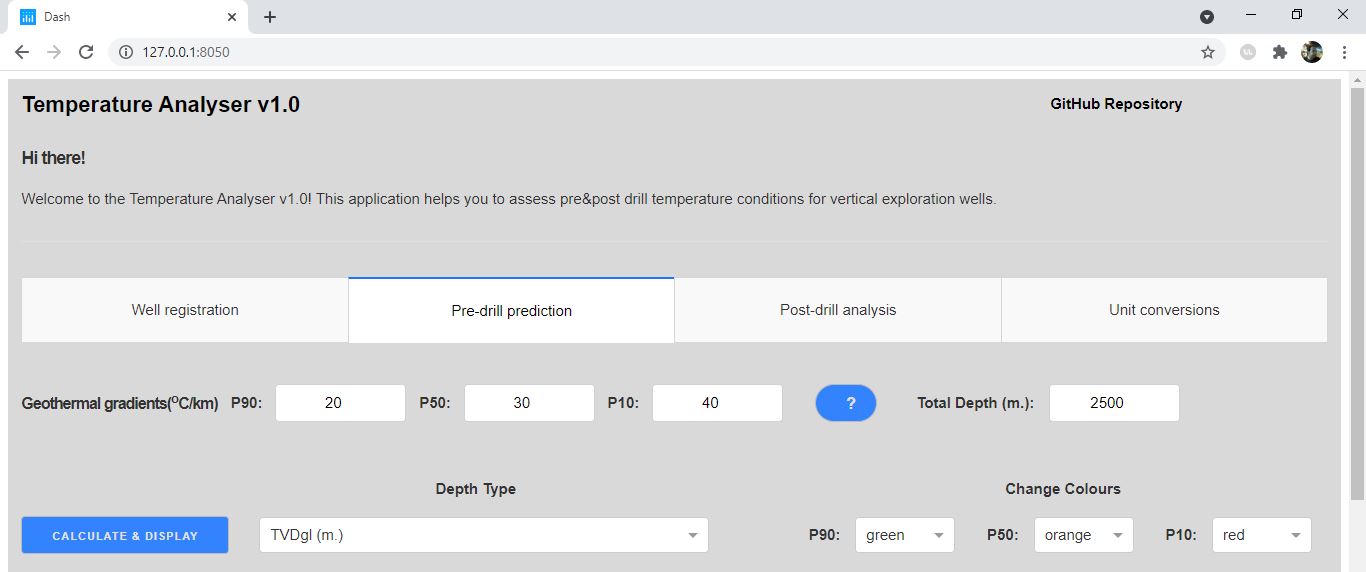 Dash
127.0.0.1:8050
Temperature Analyser v1.0
GitHub Repository
Hi there!
Welcome to the Temperature Analyser v1.0! This application helps you to assess pre&post drill temperature conditions for vertical exploration wells.
Well registration
Pre-drill prediction
Post-drill analysis
Unit conversions
Geothermal gradients(ᴼC/km) P90: 20 P50: 30 P10: 40 ? Total Depth (m.): 2500
Depth Type
Change Colours
CALCULATE & DISPLAY TVDgl (m.) P90: green P50: orange P10: red